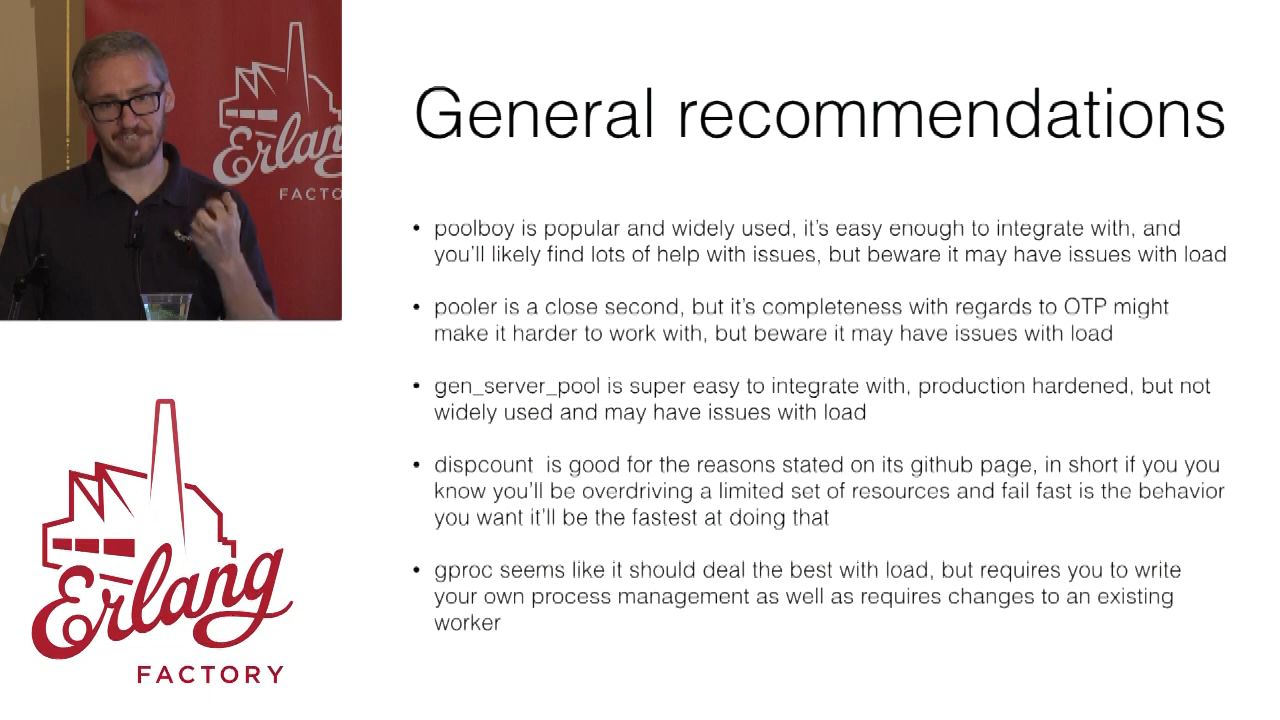 Erlang
FACTO
General recommendations
• poolboy is popular and widely used, it's easy enough to integrate with, and
you'll likely find lots of help with issues, but beware it may have issues with load
• pooler is a close second, but it's completeness with regards to OTP might
make it harder to work with, but beware it may have issues with load
• gen_server_pool is super easy to integrate with, production hardened, but not
widely used and may have issues with load
• dispcount  is good for the reasons stated on its github page, in short if you you
know you'll be overdriving a limited set of resources and fail fast is the behavior
you want it'll be the fastest at doing that
• gproc seems like it should deal the best with load, but requires you to write
your own process management as well as requires changes to an existing
worker
Erlang
FACTORY